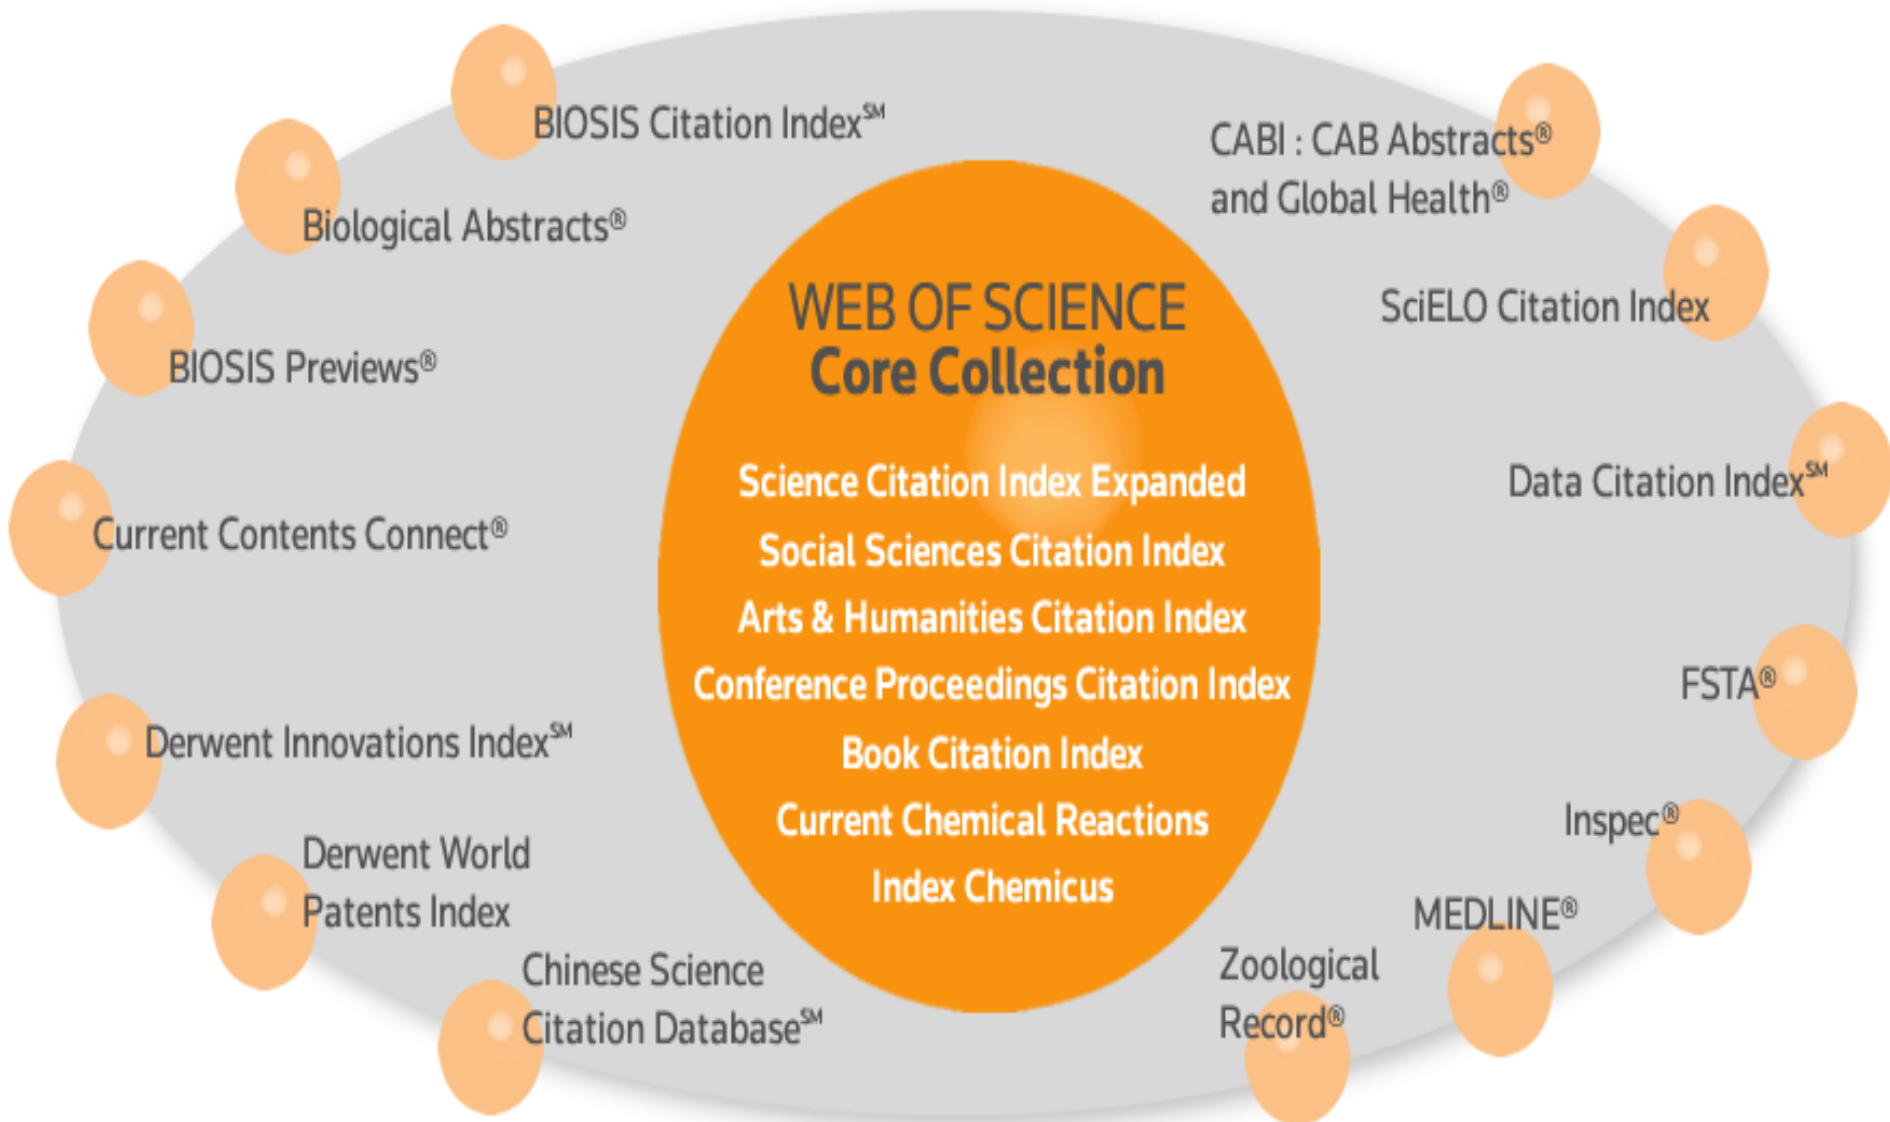 BIOSIS Citation Index℠
Biological Abstracts®
BIOSIS Previews®
Current Contents Connect®
Derwent Innovations Index℠
Derwent World
Patents Index
Chinese Science
Citation Database℠
WEB OF SCIENCE
Core Collection
Science Citation Index Expanded
Social Sciences Citation Index
Arts & Humanities Citation Index
Conference Proceedings Citation Index
Book Citation Index
Current Chemical Reactions
Index Chemicus
CABI : CAB Abstracts®
and Global Health®
SciELO Citation Index
Data Citation Index℠
FSTA®
Inspec®
MEDLINE®
Zoological
Record®